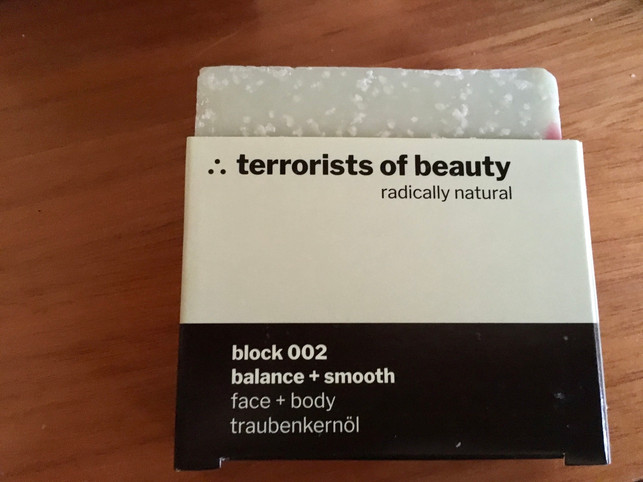 ∴ terrorists of beauty
radically natural
block 002
balance + smooth
face + body
traubenkernöl